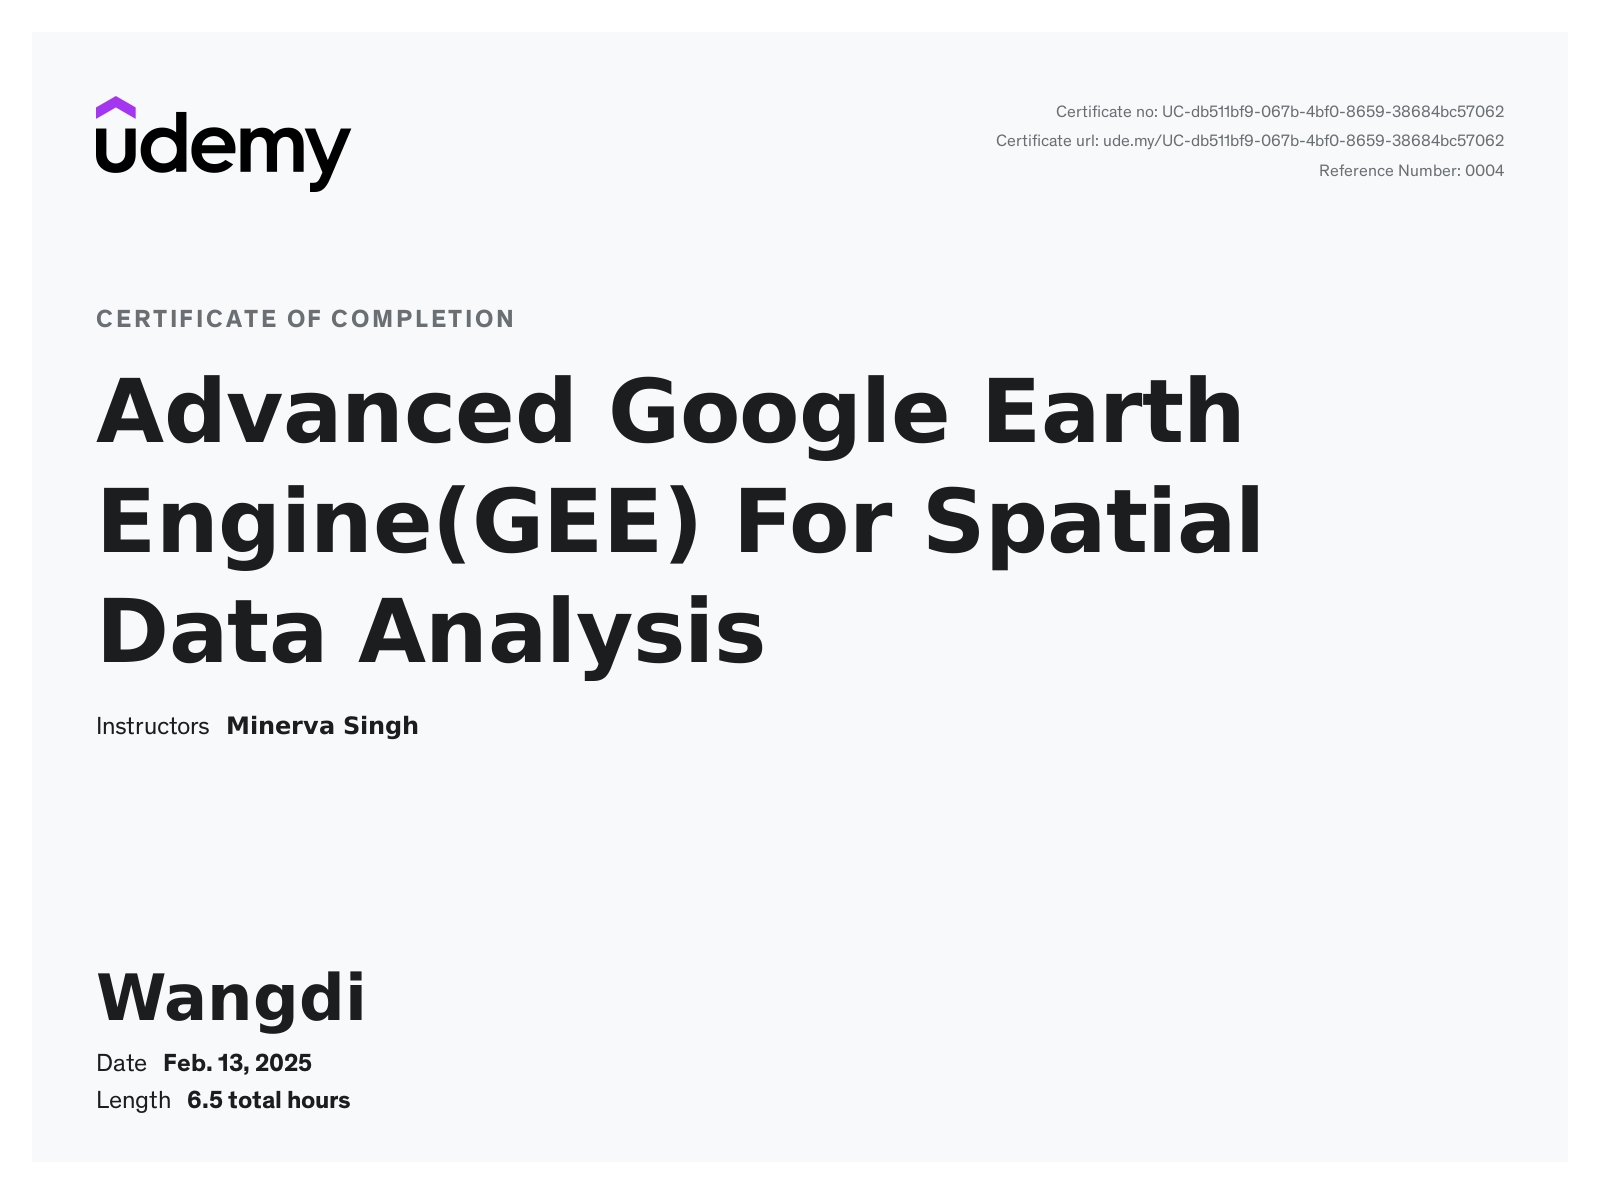 udemy
Certificate no: UC-db511bf9-067b-4bf0-8659-38684bc57062
Certificate url: ude.my/UC-db511bf9-067b-4bf0-8659-38684bc57062
Reference Number: 0004
CERTIFICATE OF COMPLETION
Advanced Google Earth
Engine(GEE) For Spatial
Data Analysis
Instructors Minerva Singh
Wangdi
Date Feb. 13, 2025
Length 6.5 total hours